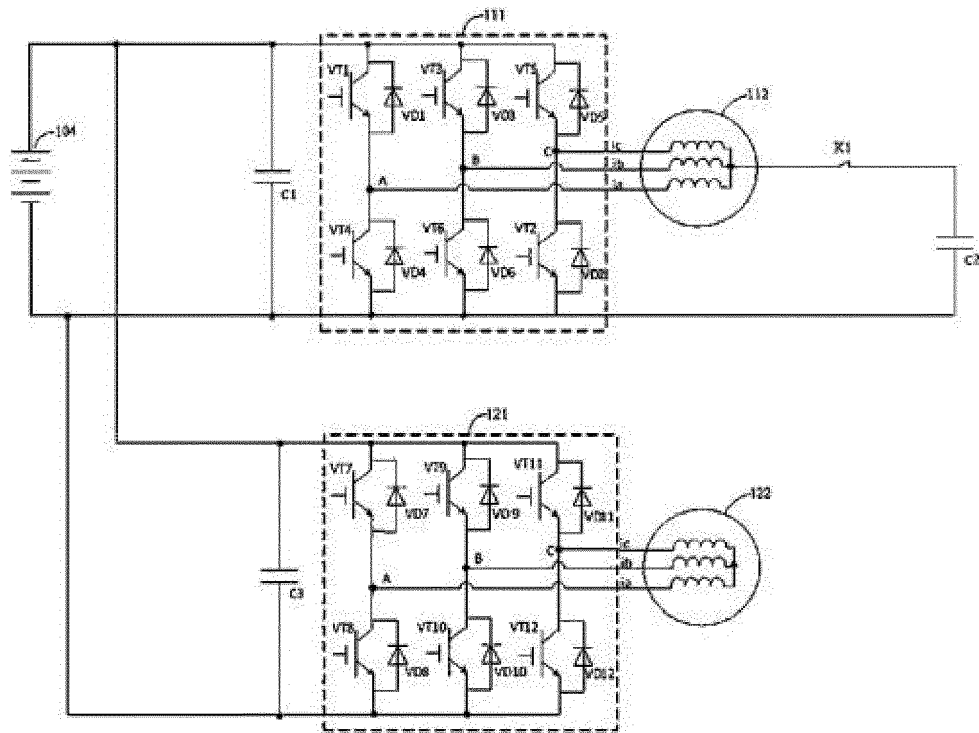 111
VT1
VT3
VT5
112
104
VD1
VD3
VD5
K1
C
ic
B
ib
C1
A
ia
VT4
VT6
VT2
C2
VD4
VD6
121
VT7
VT9
VT11
122
VD7
VD9
VD11
C
ic
B
ib
C3
A
ia
VT8
VT10
VT12
VD8
VD10
VD12